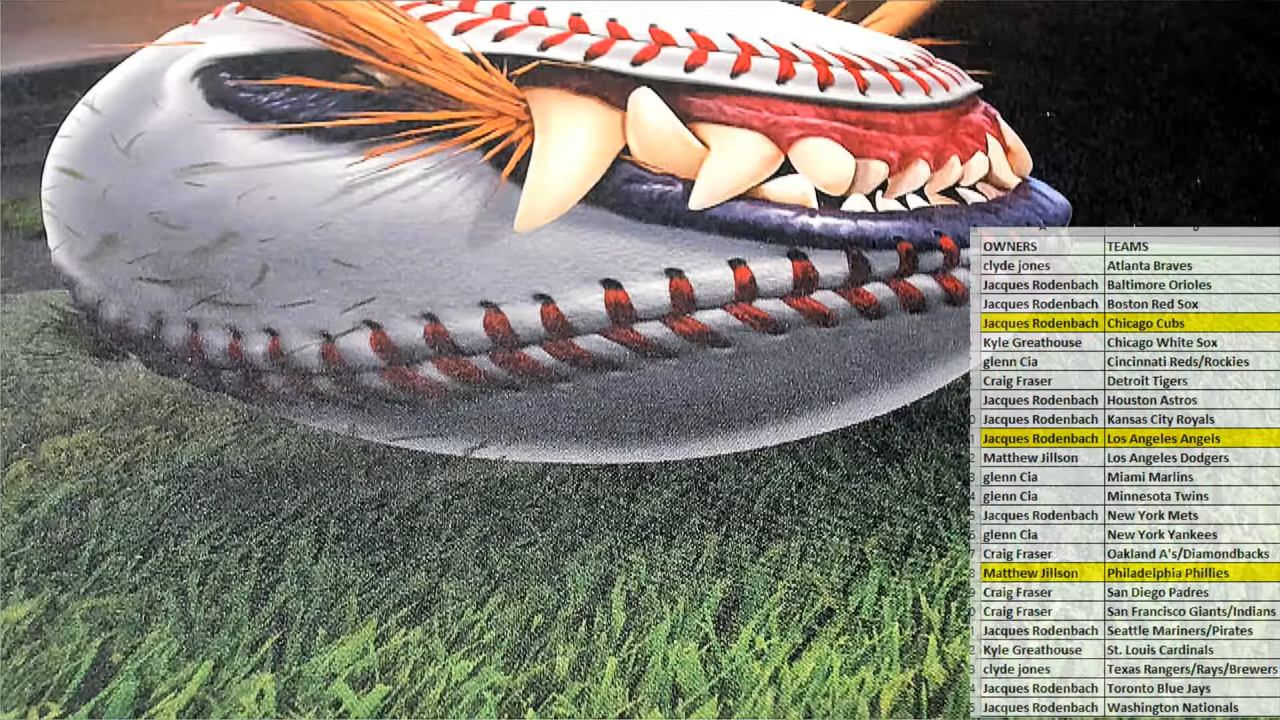 OWNERS TEAMS
clyde jones Atlanta Braves
Jacques Rodenbach Baltimore Orioles
Jacques Rodenbach Boston Red Sox
Jacques Rodenbach Chicago Cubs
Kyle Greathouse Chicago White Sox
glenn Cia Cincinnati Reds/Rockies
Craig Fraser Detroit Tigers
Jacques Rodenbach Houston Astros
Jacques Rodenbach Kansas City Royals
Jacques Rodenbach Los Angeles Angels
Matthew Jillson Los Angeles Dodgers
glenn Cia Miami Marlins
glenn Cia Minnesota Twins
Jacques Rodenbach New York Mets
glenn Cia New York Yankees
Craig Fraser Oakland A's/Diamondbacks
Matthew Jillson Philadelphia Phillies
Craig Fraser San Diego Padres
Craig Fraser San Francisco Giants/Indians
Jacques Rodenbach Seattle Mariners/Pirates
Kyle Greathouse St. Louis Cardinals
clyde jones Texas Rangers/Rays/Brewers
Jacques Rodenbach Toronto Blue Jays
Jacques Rodenbach Washington Nationals